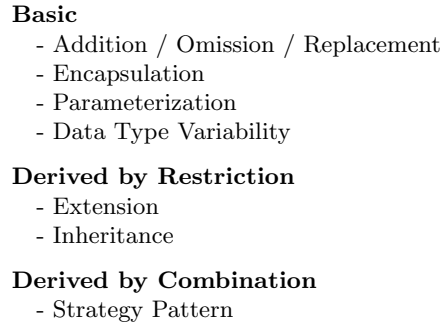 Basic
- Addition / Omission / Replacement
- Encapsulation
- Parameterization
- Data Type Variability
Derived by Restriction
- Extension
- Inheritance
Derived by Combination
- Strategy Pattern